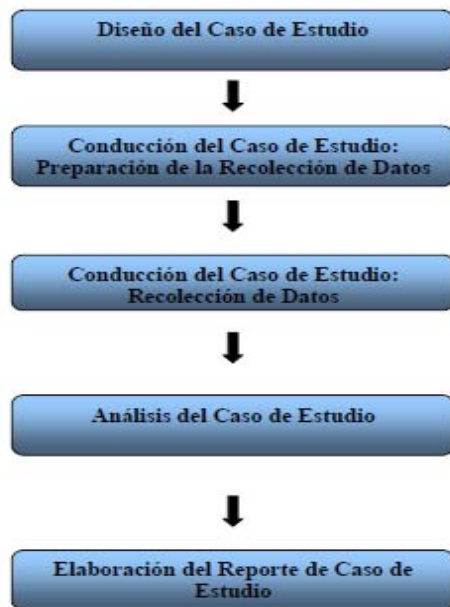 Diseño del Caso de Estudio
Conducción del Caso de Estudio:
Preparación de la Recolección de Datos
Conducción del Caso de Estudio:
Recolección de Datos
Análisis del Caso de Estudio
Elaboración del Reporte de Caso de
Estudio